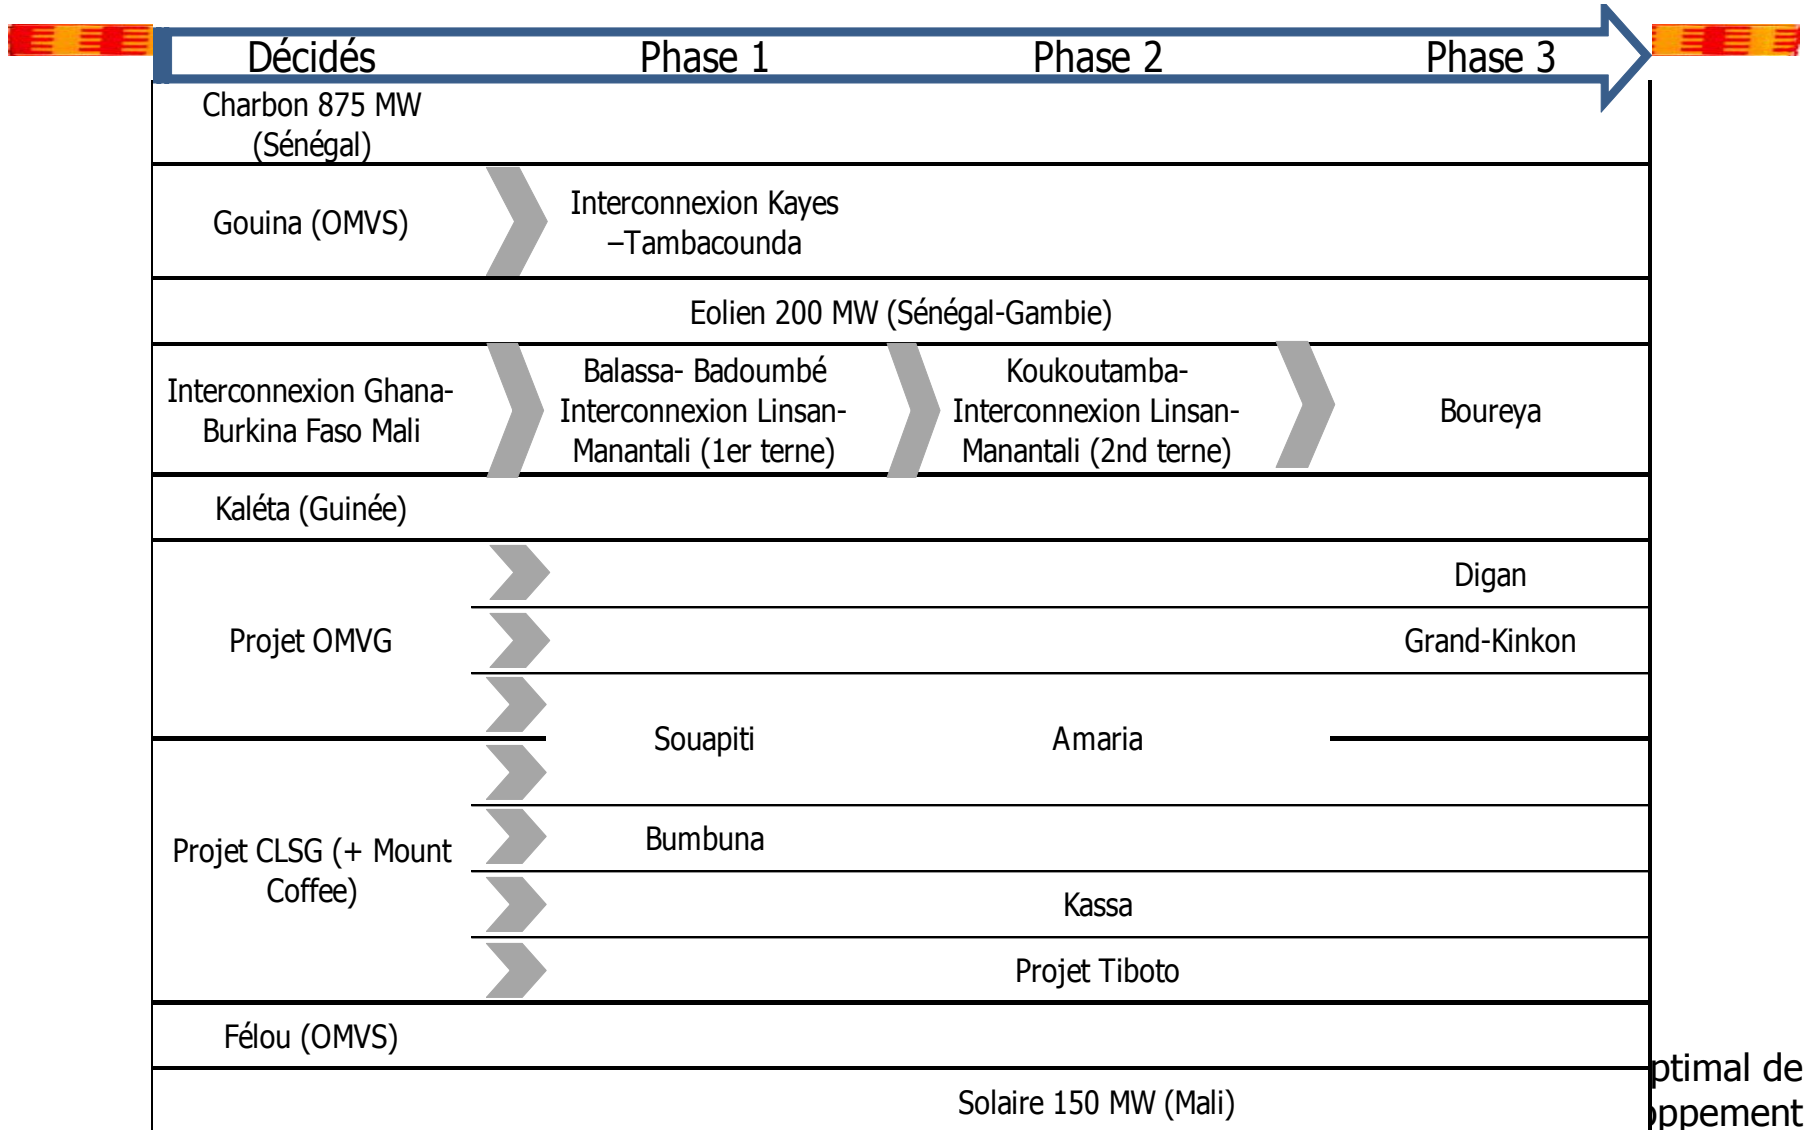 Décidés Phase 1 Phase 2 Phase 3
Charbon 875 MW
(Sénégal)
Gouina (OMVS)
Interconnexion Kayes
–Tambacounda
Eolien 200 MW (Sénégal-Gambie)
Interconnexion Ghana-
Burkina Faso Mali
Balassa- Badoumbé
Interconnexion Linsan-
Manantali (1er terne)
Koukoutamba-
Interconnexion Linsan-
Manantali (2nd terne)
Boureya
Kaléta (Guinée)
Projet OMVG
Digan
Grand-Kinkon
Souapiti
Amaria
Projet CLSG (+ Mount
Coffee)
Bumbuna
Kassa
Projet Tiboto
Félou (OMVS)
Solaire 150 MW (Mali)
ptimal de
ppement